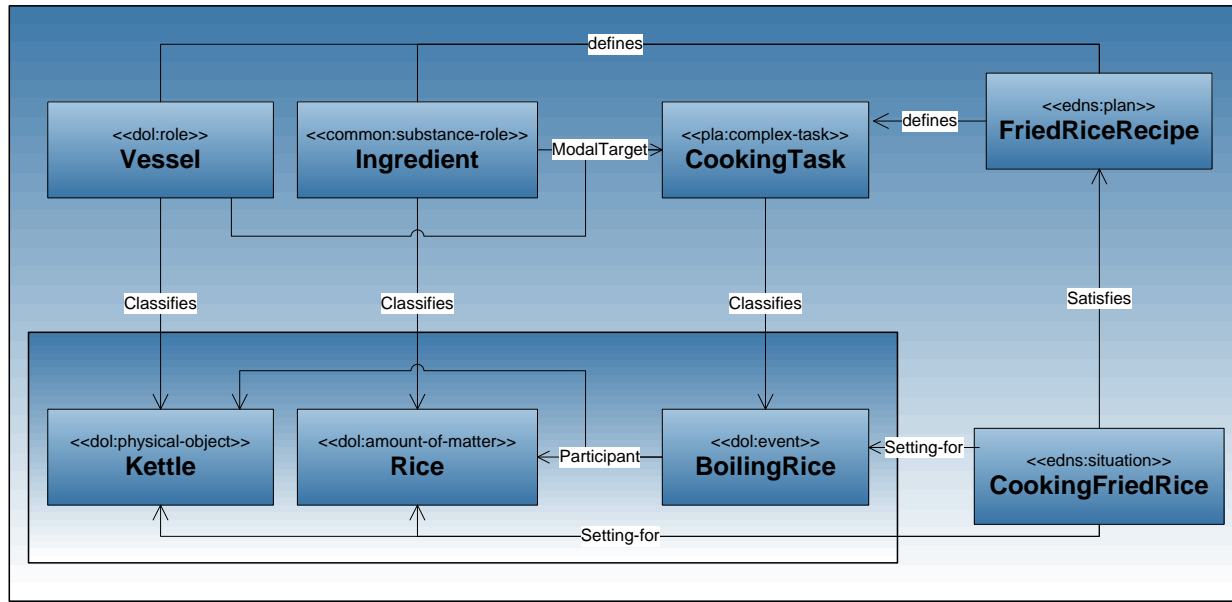 defines
<<dol:role>>
Vessel
<<common:substance-role>>
Ingredient
ModalTarget
<<pla:complex-task>>
CookingTask
defines
<<edns:plan>>
FriedRiceRecipe
Classifies
Classifies
Classifies
Satisfies
<<dol:physical-object>>
Kettle
<<dol:amount-of-matter>>
Rice
Participant
<<dol:event>>
BoilingRice
Setting-for
<<edns:situation>>
CookingFriedRice
Setting-for